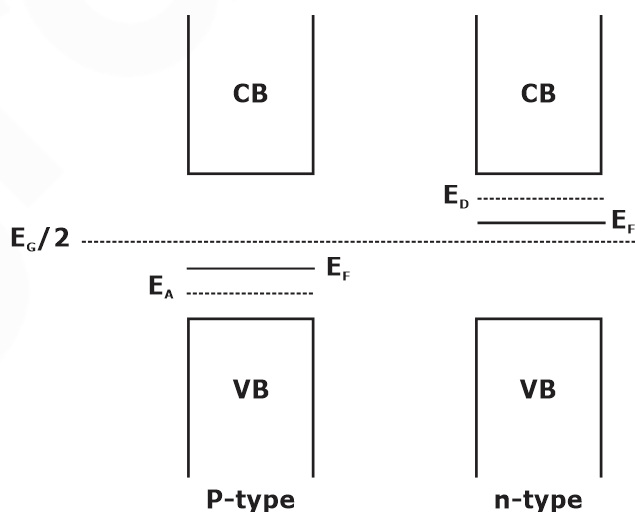 CB CB
E_D
E_F
E_G/2
E_F
E_A
VB VB
P-type n-type